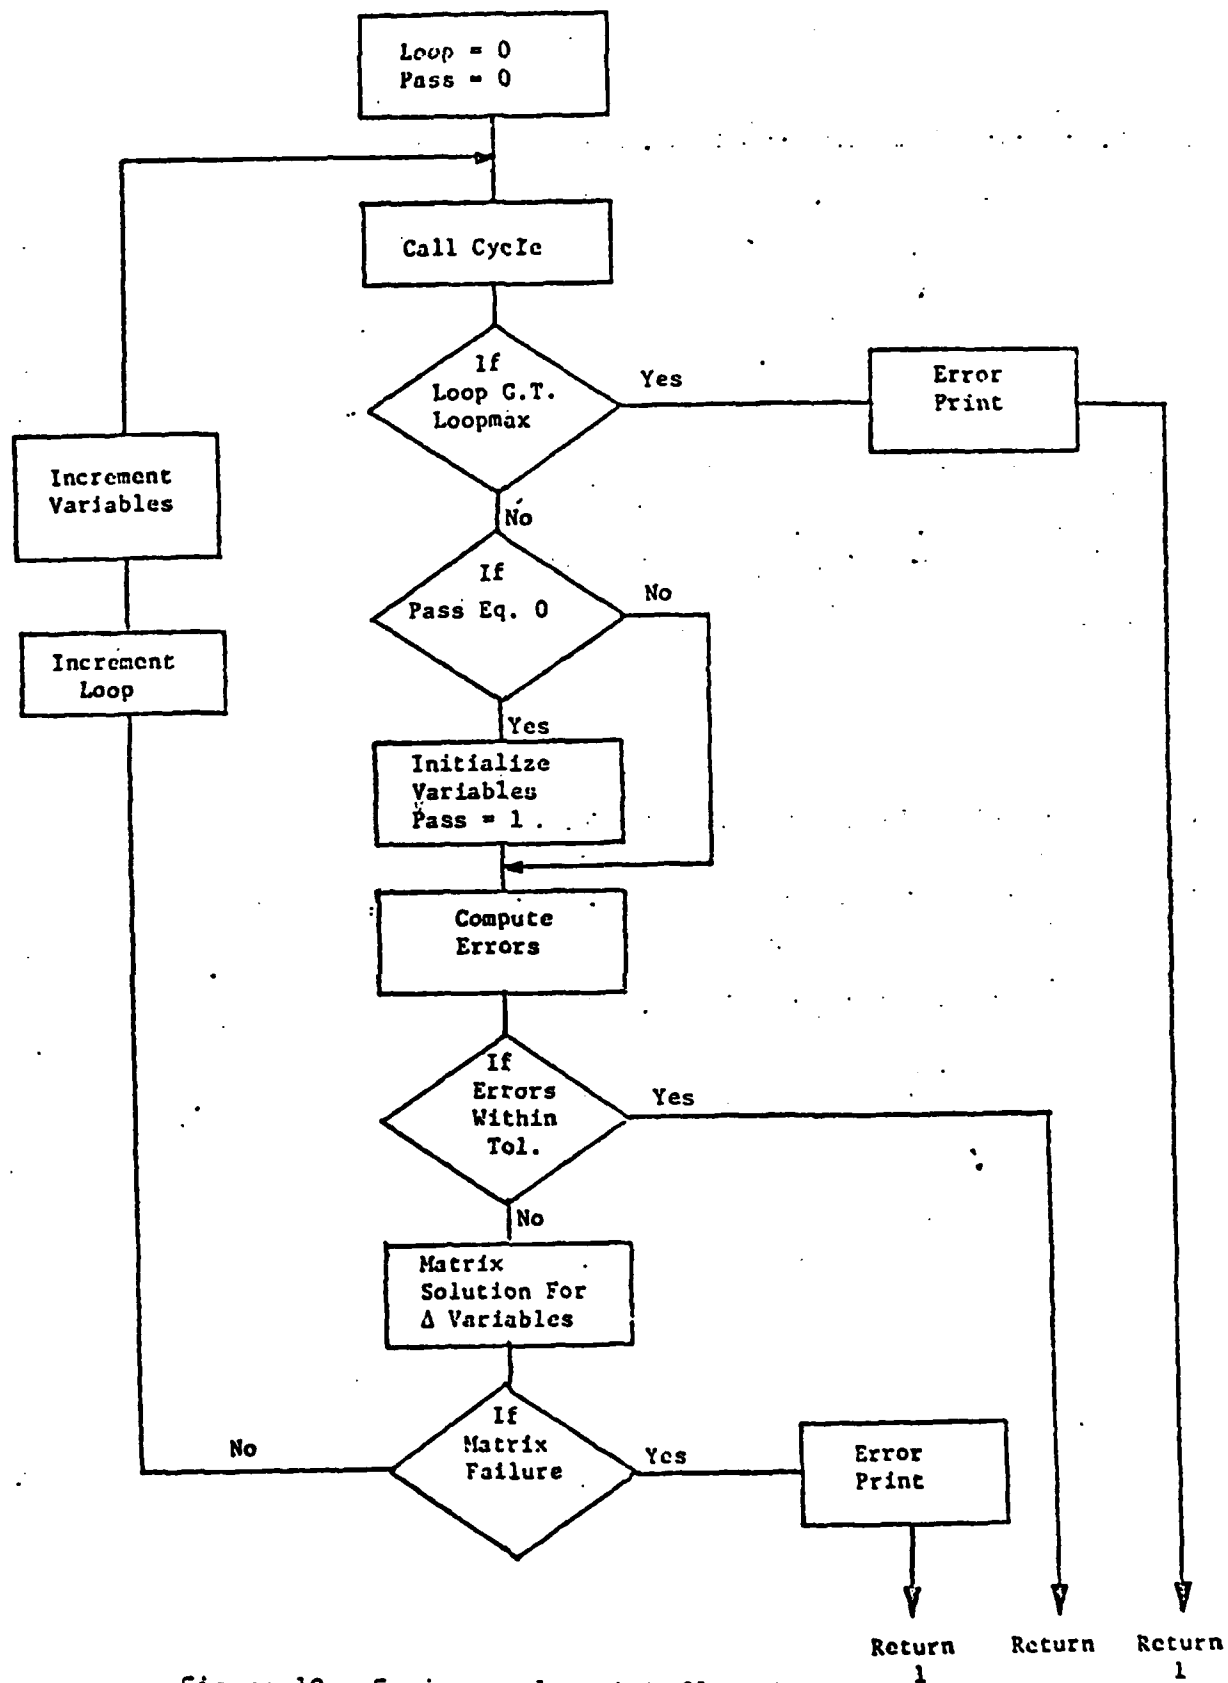 Loop = 0
Pass = 0
Call Cycle
If
Loop G.T.
Loopmax
Yes
Error
Print
No
Increment
Variables
If
Pass Eq. 0
No
Increment
Loop
Yes
Initialize
Variables
Pass = 1
Compute
Errors
If
Errors
Within
Tol.
Yes
No
Matrix
Solution For
Δ Variables
If
Matrix
Failure
No
Yes
Error
Print
Return
1
Return
Return
1